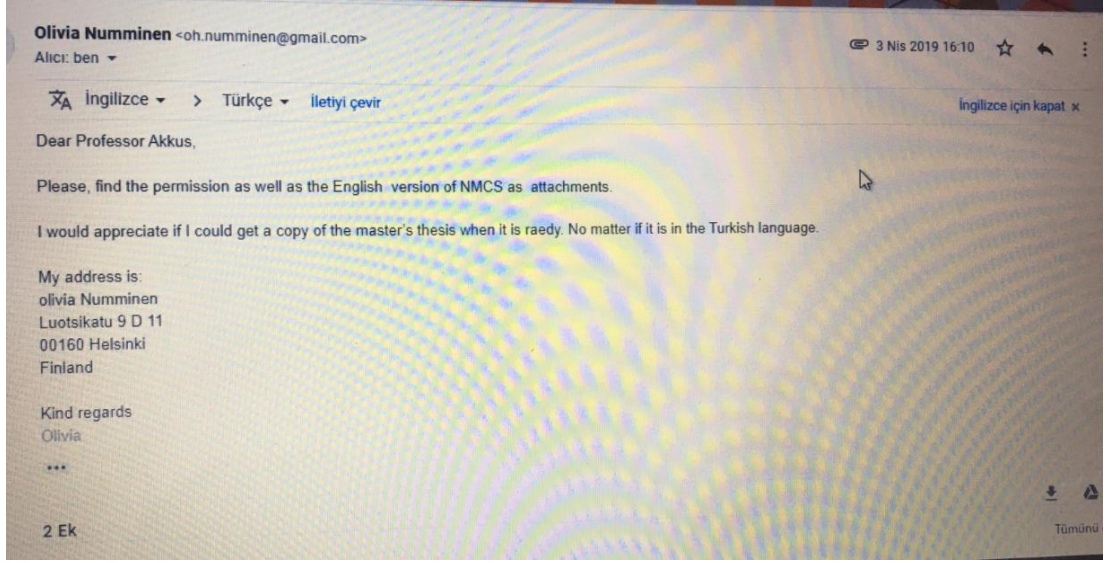 Olivia Numminen <oh.numminen@gmail.com>
3 Nis 2019 16:10
Alıcı: ben
İngilizce > Türkçe İletiyi çevir
İngilizce için kapat x
Dear Professor Akkus,
Please, find the permission as well as the English version of NMCS as attachments.
I would appreciate if I could get a copy of the master's thesis when it is raedy. No matter if it is in the Turkish language.
My address is:
olivia Numminen
Luotsikatu 9 D 11
00160 Helsinki
Finland
Kind regards
Olivia
•••
2 Ek
Tümünü